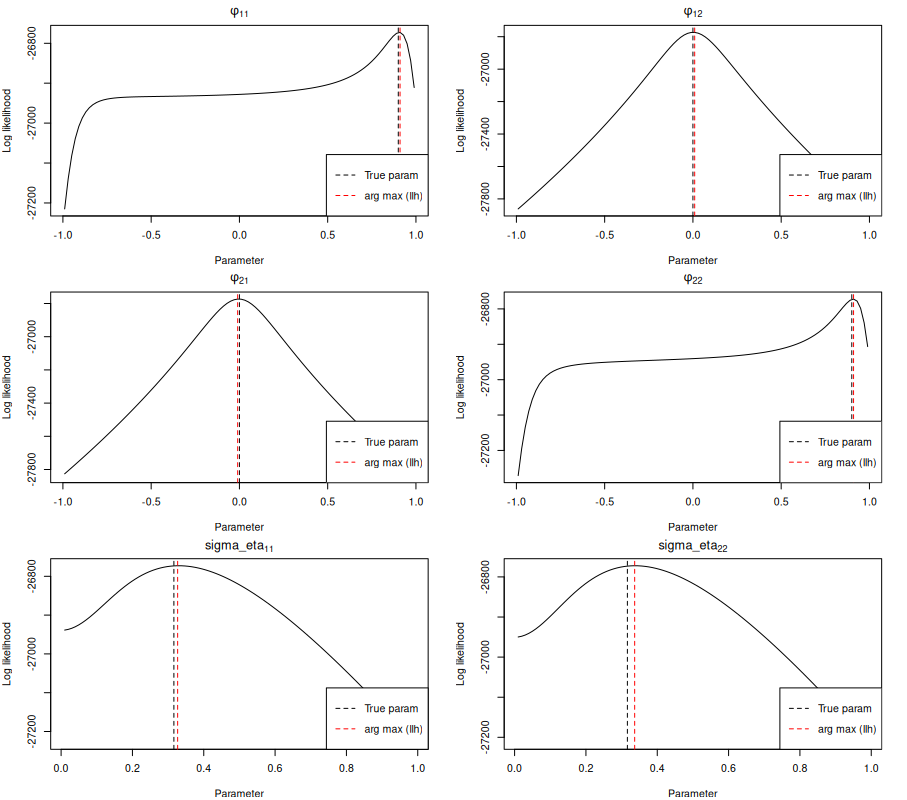 φ11
Log likelihood
-26800
-27000
-27200
-1.0 -0.5 0.0 0.5 1.0
Parameter
True param
arg max (llh)
φ12
Log likelihood
-27000
-27400
-27800
-1.0 -0.5 0.0 0.5 1.0
Parameter
True param
arg max (llh)
φ21
Log likelihood
-27000
-27400
-27800
-1.0 -0.5 0.0 0.5 1.0
Parameter
True param
arg max (llh)
φ22
Log likelihood
-26800
-27000
-27200
-1.0 -0.5 0.0 0.5 1.0
Parameter
True param
arg max (llh)
sigma_eta11
Log likelihood
-26800
-27000
-27200
0.0 0.2 0.4 0.6 0.8 1.0
Parameter
True param
arg max (llh)
sigma_eta22
Log likelihood
-26800
-27000
-27200
0.0 0.2 0.4 0.6 0.8 1.0
Parameter
True param
arg max (llh)